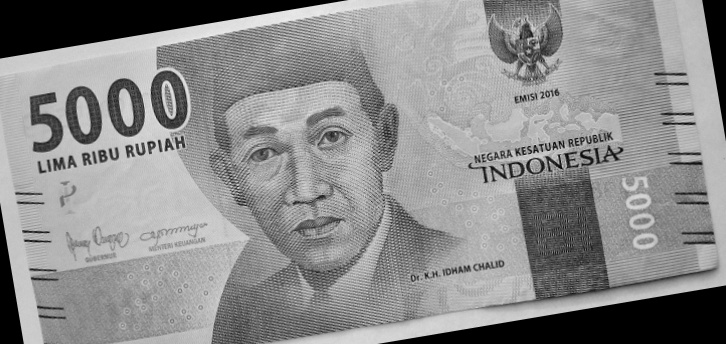 5000
LIMA RIBU RUPIAH
GUBERNUR
MENTERI KEUANGAN
EMISI 2016
NEGARA KESATUAN REPUBLIK
INDONESIA
5000
Dr. K.H. IDHAM CHALID